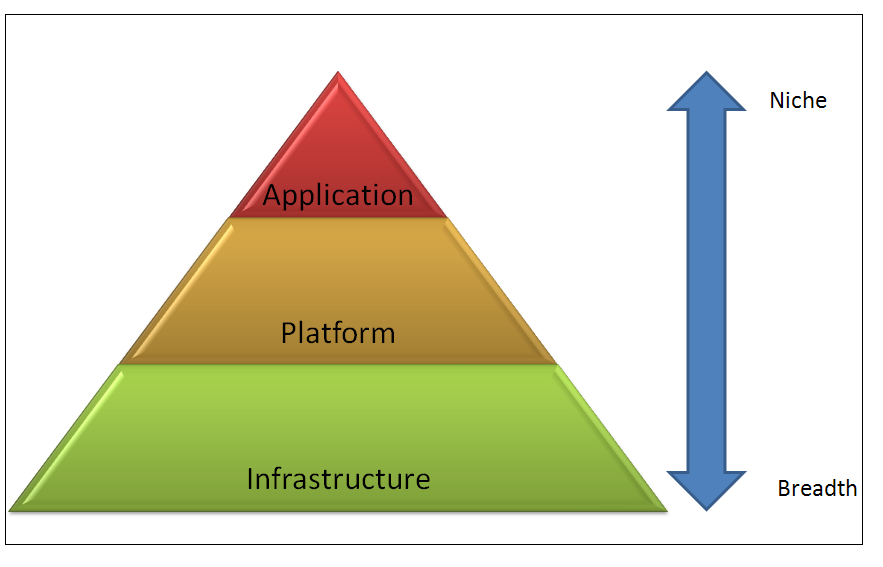 Niche
Application
Platform
Infrastructure
Breadth